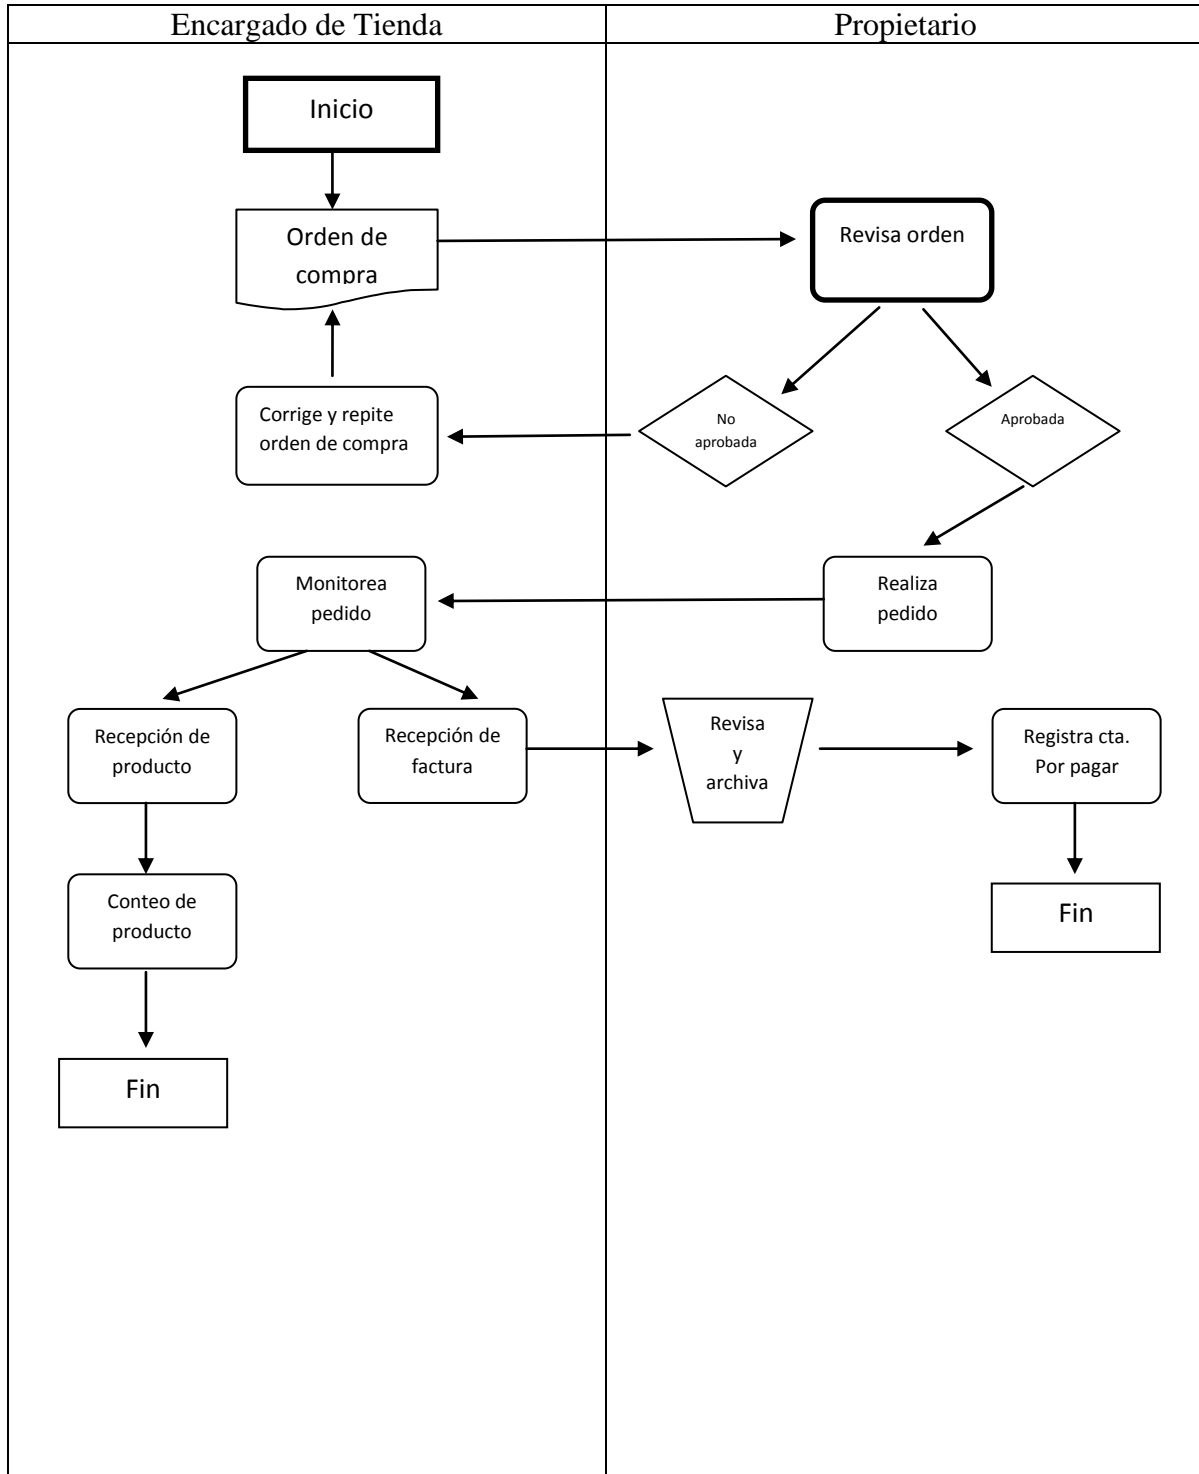 Encargado de Tienda
Propietario
Inicio
Orden de
compra
Revisa orden
Corrige y repite
orden de compra
No
aprobada
Aprobada
Monitorea
pedido
Realiza
pedido
Recepción de
producto
Recepción de
factura
Revisa
y
archiva
Registra cta.
Por pagar
Conteo de
producto
Fin
Fin